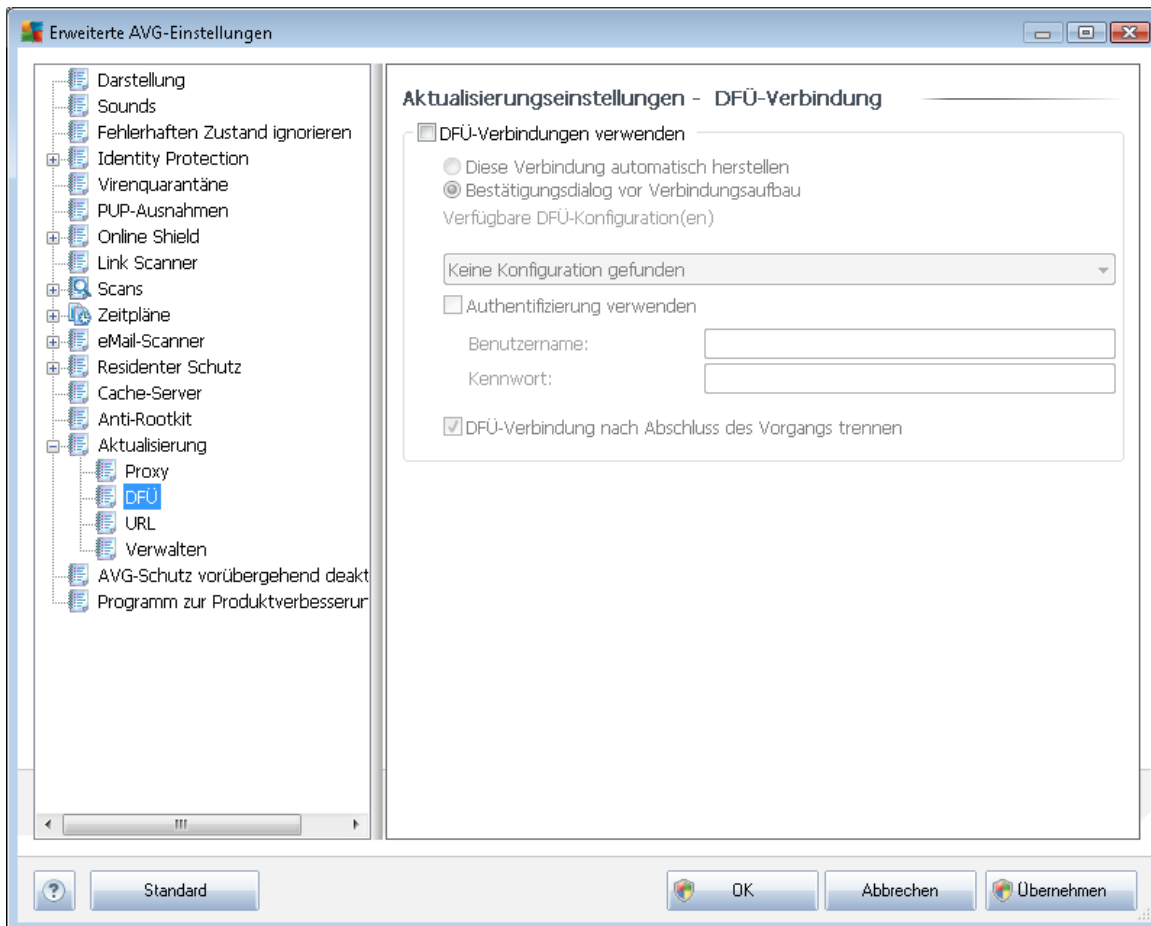 Erweiterte AVG-Einstellungen
Darstellung
Sounds
Fehlerhaften Zustand ignorieren
Identity Protection
Virenquarantäne
PUP-Ausnahmen
Online Shield
Link Scanner
Scans
Zeitpläne
eMail-Scanner
Residenter Schutz
Cache-Server
Anti-Rootkit
Aktualisierung
Proxy
DFÜ
URL
Verwalten
AVG-Schutz vorübergehend deakt
Programm zur Produktverbesserur
Aktualisierungseinstellungen - DFÜ-Verbindung
DFÜ-Verbindungen verwenden
Diese Verbindung automatisch herstellen
Bestätigungsdialog vor Verbindungsaufbau
Verfügbare DFÜ-Konfiguration(en)
Keine Konfiguration gefunden
Authentifizierung verwenden
Benutzername:
Kennwort:
DFÜ-Verbindung nach Abschluss des Vorgangs trennen
? Standard OK Abbrechen Übernehmen